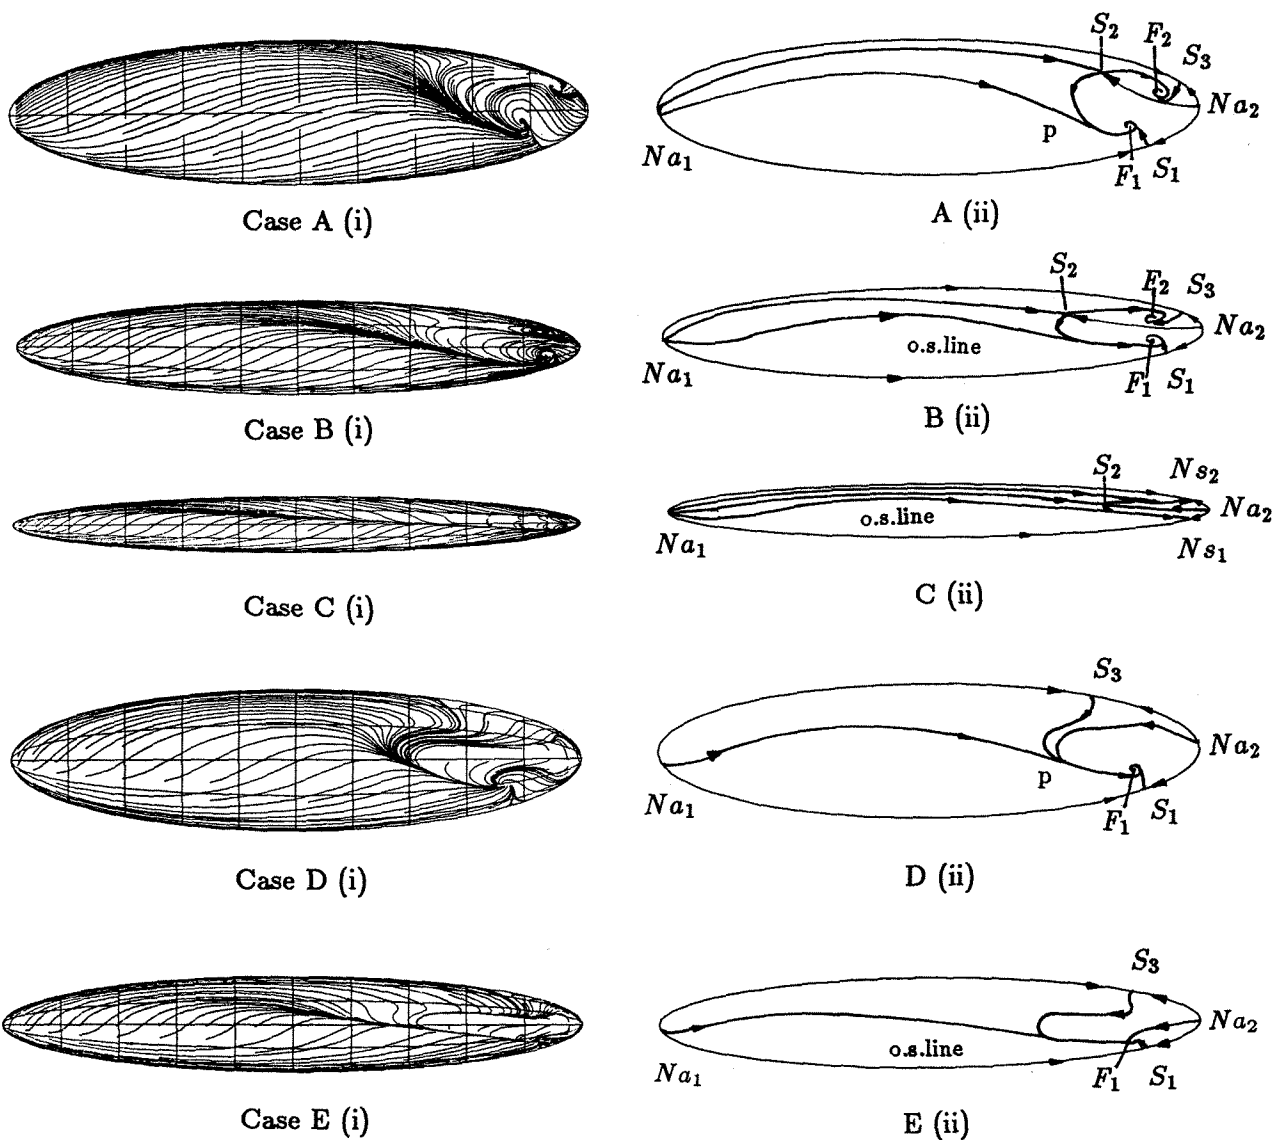 S₂ F₂ S₃
Na₂
Na₁ p F₁ S₁
Case A (i) A (ii)
S₂ F₂ S₃
Na₂
o.s.line
Na₁ F₁ S₁
Case B (i) B (ii)
S₂ Ns₂
Na₂
o.s.line
Na₁ Ns₁
Case C (i) C (ii)
S₃
Na₂
p
Na₁ F₁ S₁
Case D (i) D (ii)
S₃
Na₂
o.s.line
Na₁ F₁ S₁
Case E (i) E (ii)